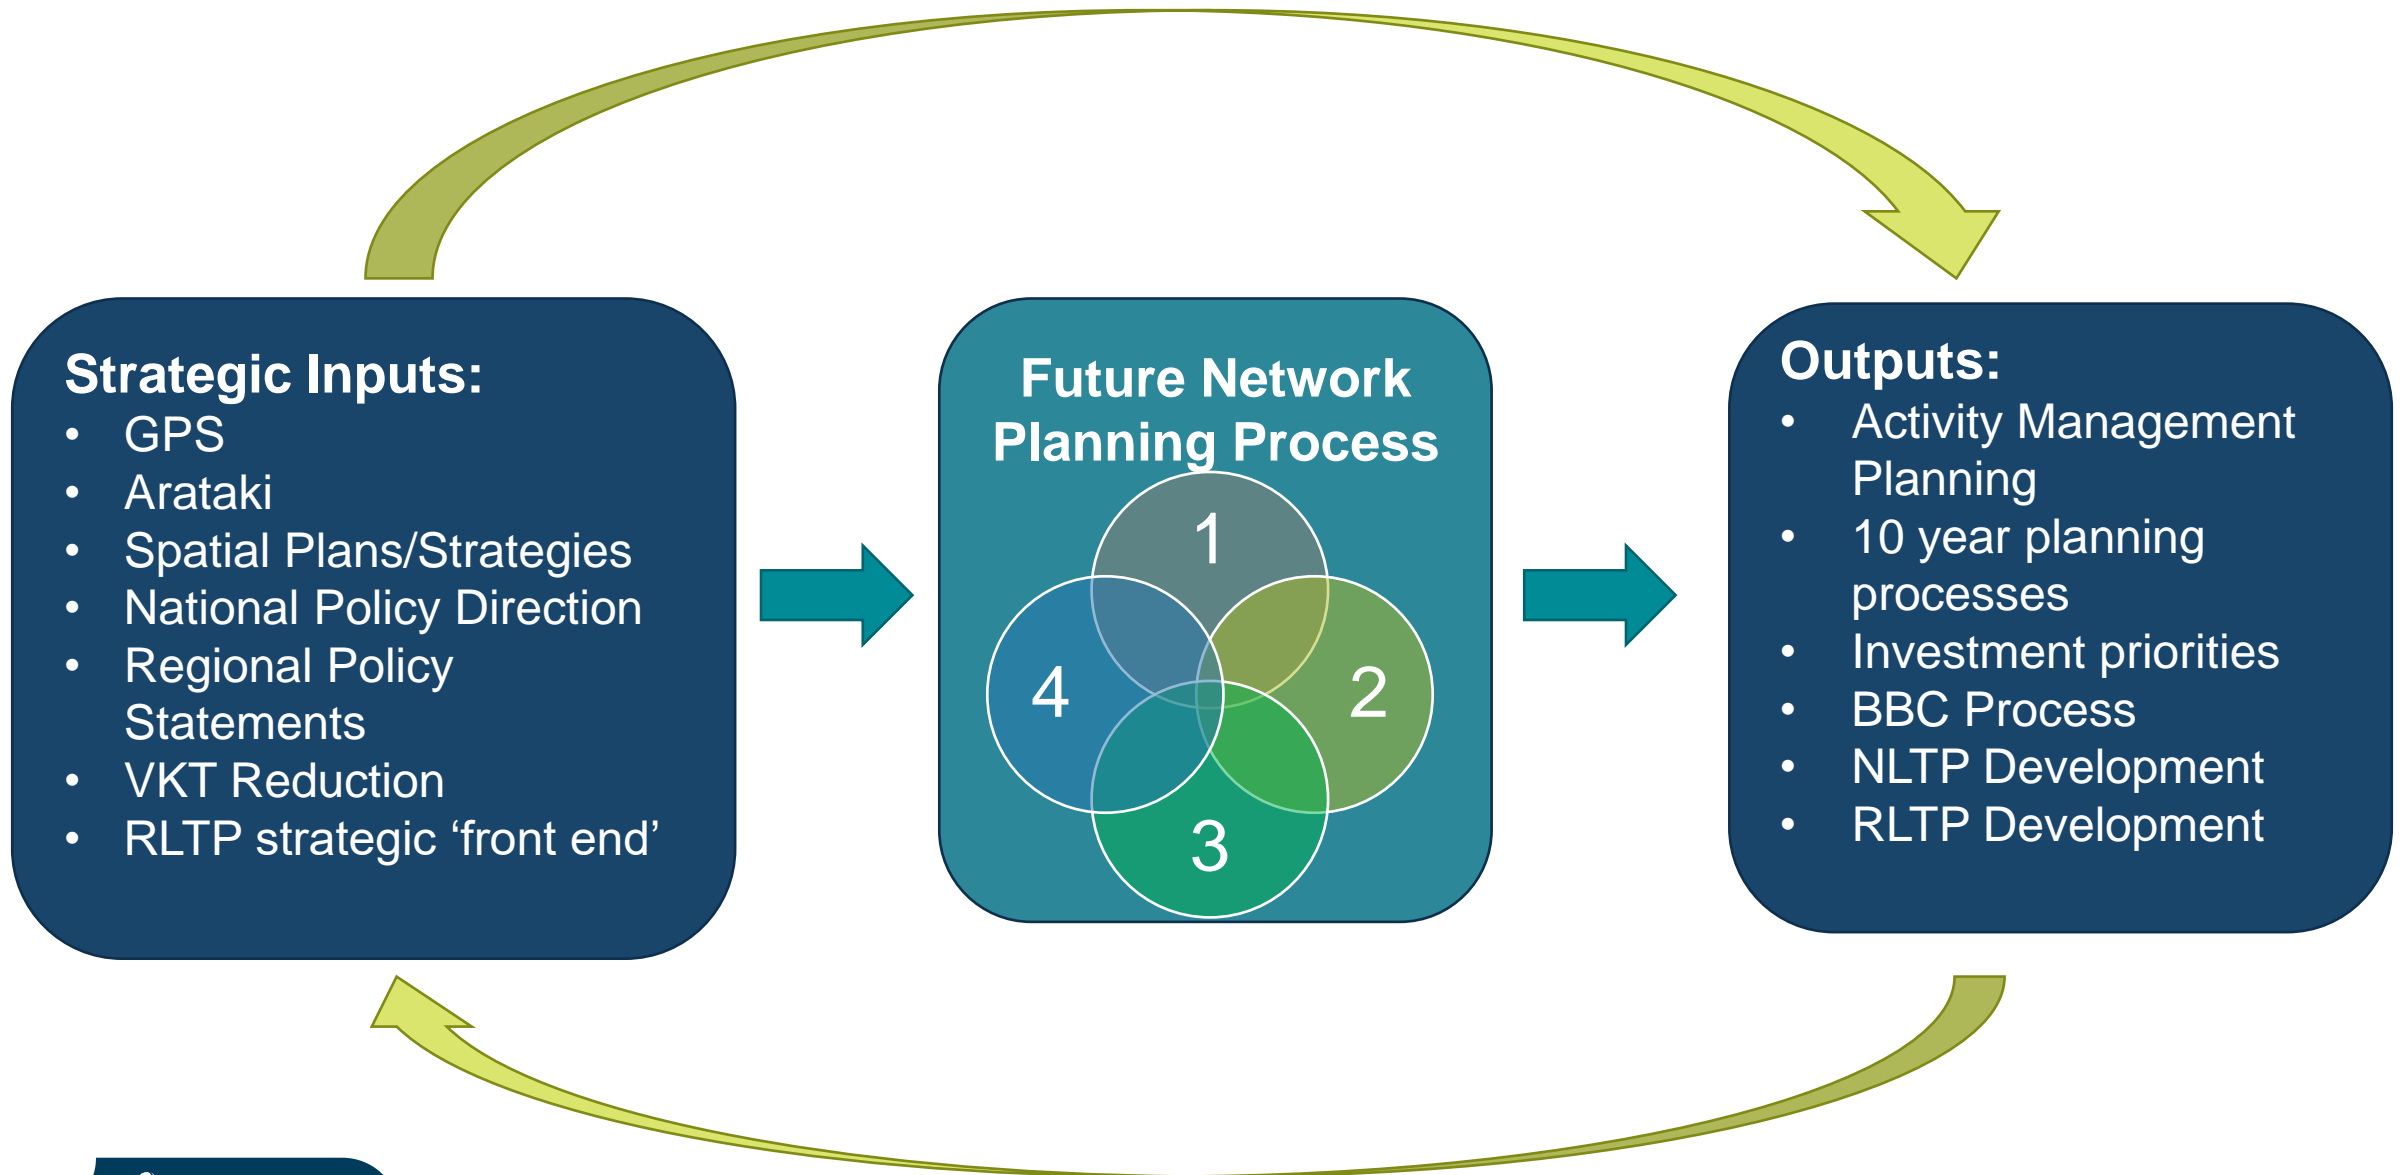 Strategic Inputs:
• GPS
• Arataki
• Spatial Plans/Strategies
• National Policy Direction
• Regional Policy
Statements
• VKT Reduction
• RLTP strategic ‘front end’
Future Network
Planning Process
1
2
3
4
Outputs:
• Activity Management
Planning
• 10 year planning
processes
• Investment priorities
• BBC Process
• NLTP Development
• RLTP Development